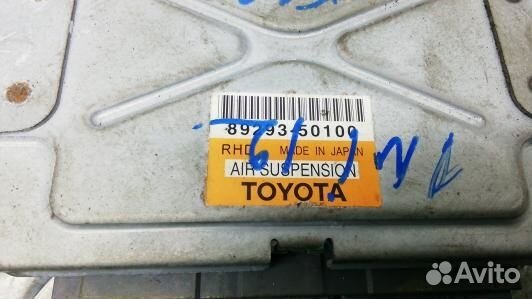 89293-50100
RHD MADE IN JAPAN
AIR SUSPENSION
TOYOTA
Avito